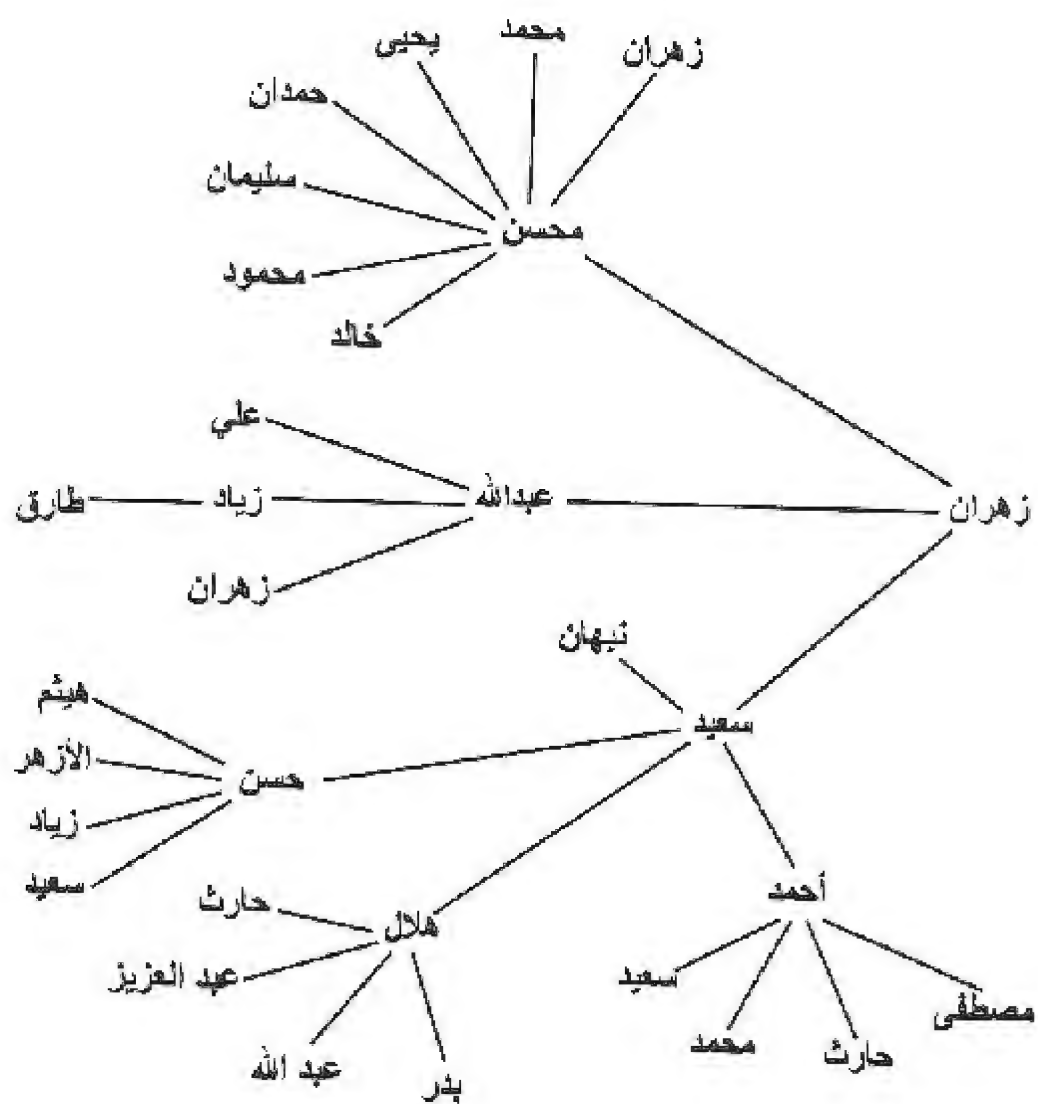 زهران
محمد
يحيى
حمدان
سليمان
محسن
محمود
خالد
علي
زهران
عبدالله
زياد
طارق
زهران
نبهان
سعيد
هيثم
حسن
الأزهر
زياد
سعيد
أحمد
حارث
هلال
عبد العزيز
سعيد
مصطفى
محمد
حارث
عبد الله
بدر